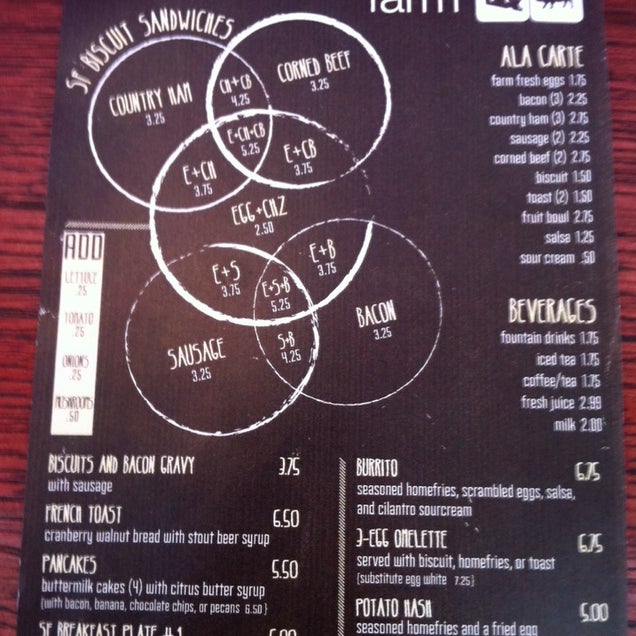 farm
SF BISCUIT SANDWICHES
COUNTRY HAM
3.25
CH+CB
4.25
CORNED BEEF
3.25
E+CH+CB
5.25
E+CH
3.75
E+CB
3.75
EGG+CHZ
2.50
E+S
3.75
E+S+B
5.25
E+B
3.75
SAUSAGE
3.25
S+B
4.25
BACON
3.25
ADD
LETTUCE
.25
TOMATO
.25
ONIONS
.25
MUSHROOMS
.50
ALA CARTE
farm fresh eggs 1.75
bacon (3) 2.25
country ham (3) 2.75
sausage (2) 2.25
corned beef (2) 2.75
biscuit 1.50
toast (2) 1.50
fruit bowl 2.75
salsa 1.25
sour cream .50
BEVERAGES
fountain drinks 1.75
iced tea 1.75
coffee/tea 1.75
fresh juice 2.99
milk 2.00
BISCUITS AND BACON GRAVY 3.75
with sausage
FRENCH TOAST 6.50
cranberry walnut bread with stout beer syrup
PANCAKES 5.50
buttermilk cakes (4) with citrus butter syrup
(with bacon, banana, chocolate chips, or pecans 6.50)
SF BREAKFAST PLATE #1
BURRITO 6.75
seasoned homefries, scrambled eggs, salsa,
and cilantro sourcream
3-EGG OMELETTE 6.75
served with biscuit, homefries, or toast
(substitute egg white 7.25)
POTATO HASH 5.00
seasoned homefries and a fried egg